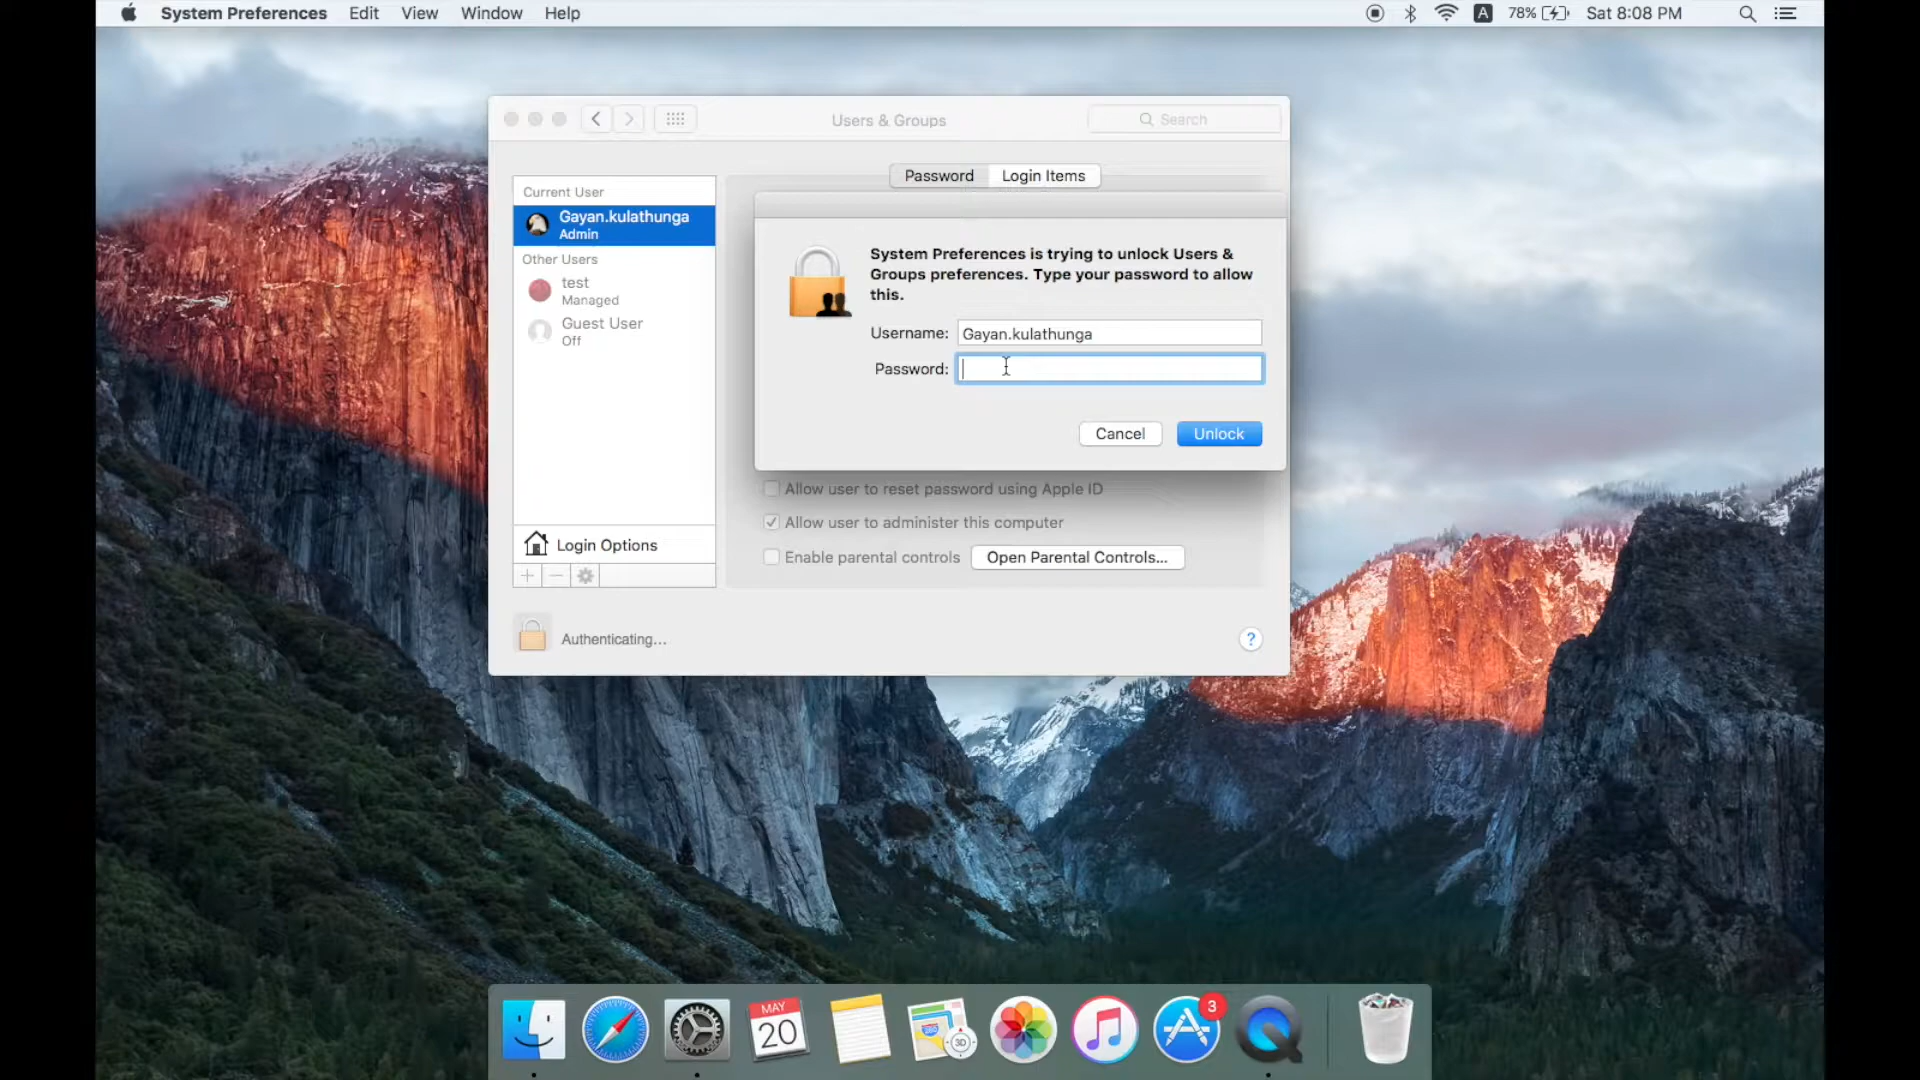 System Preferences Edit View Window Help
A 78% Sat 8:08 PM
Users & Groups
Search
Password Login Items
Current User
Gayan.kulathunga
Admin
Other Users
test
Managed
Guest User
Off
Login Options
System Preferences is trying to unlock Users &
Groups preferences. Type your password to allow
this.
Username: Gayan.kulathunga
Password:
Cancel Unlock
Allow user to reset password using Apple ID
Allow user to administer this computer
Enable parental controls Open Parental Controls...
Authenticating...
?
MAY
20
280
3D
3